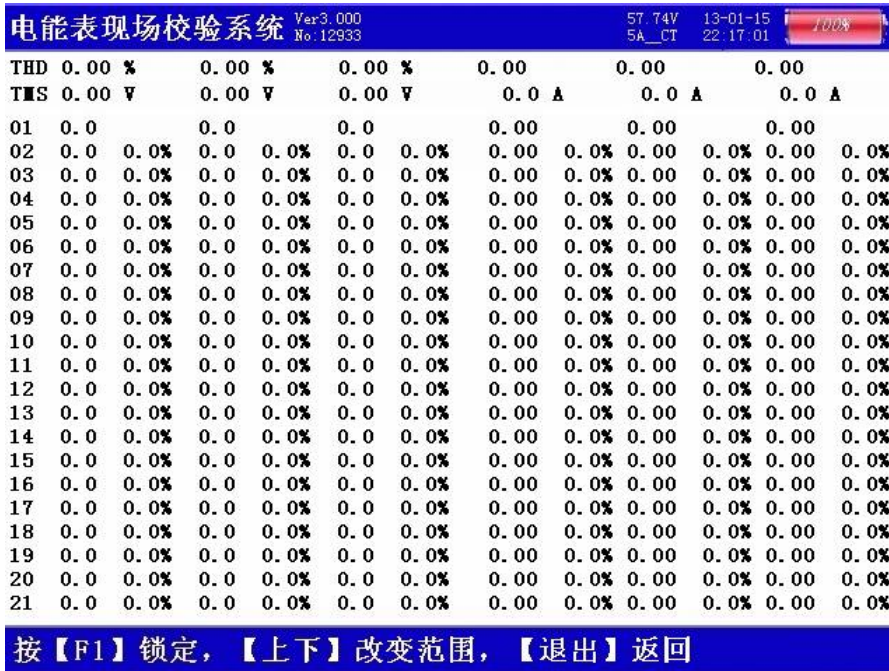 电能表现场校验系统 Ver3.000 57.74V 13-01-15 100%
No:12933 5A__CT 22:17:01
THD 0.00 % 0.00 % 0.00 % 0.00 0.00 0.00
TMS 0.00 V 0.00 V 0.00 V 0.0 A 0.0 A 0.0 A
01 0.0 0.0 0.0 0.00 0.00 0.00
02 0.0 0.0% 0.0 0.0% 0.0 0.0% 0.00 0.0% 0.00 0.0% 0.00 0.0%
03 0.0 0.0% 0.0 0.0% 0.0 0.0% 0.00 0.0% 0.00 0.0% 0.00 0.0%
04 0.0 0.0% 0.0 0.0% 0.0 0.0% 0.00 0.0% 0.00 0.0% 0.00 0.0%
05 0.0 0.0% 0.0 0.0% 0.0 0.0% 0.00 0.0% 0.00 0.0% 0.00 0.0%
06 0.0 0.0% 0.0 0.0% 0.0 0.0% 0.00 0.0% 0.00 0.0% 0.00 0.0%
07 0.0 0.0% 0.0 0.0% 0.0 0.0% 0.00 0.0% 0.00 0.0% 0.00 0.0%
08 0.0 0.0% 0.0 0.0% 0.0 0.0% 0.00 0.0% 0.00 0.0% 0.00 0.0%
09 0.0 0.0% 0.0 0.0% 0.0 0.0% 0.00 0.0% 0.00 0.0% 0.00 0.0%
10 0.0 0.0% 0.0 0.0% 0.0 0.0% 0.00 0.0% 0.00 0.0% 0.00 0.0%
11 0.0 0.0% 0.0 0.0% 0.0 0.0% 0.00 0.0% 0.00 0.0% 0.00 0.0%
12 0.0 0.0% 0.0 0.0% 0.0 0.0% 0.00 0.0% 0.00 0.0% 0.00 0.0%
13 0.0 0.0% 0.0 0.0% 0.0 0.0% 0.00 0.0% 0.00 0.0% 0.00 0.0%
14 0.0 0.0% 0.0 0.0% 0.0 0.0% 0.00 0.0% 0.00 0.0% 0.00 0.0%
15 0.0 0.0% 0.0 0.0% 0.0 0.0% 0.00 0.0% 0.00 0.0% 0.00 0.0%
16 0.0 0.0% 0.0 0.0% 0.0 0.0% 0.00 0.0% 0.00 0.0% 0.00 0.0%
17 0.0 0.0% 0.0 0.0% 0.0 0.0% 0.00 0.0% 0.00 0.0% 0.00 0.0%
18 0.0 0.0% 0.0 0.0% 0.0 0.0% 0.00 0.0% 0.00 0.0% 0.00 0.0%
19 0.0 0.0% 0.0 0.0% 0.0 0.0% 0.00 0.0% 0.00 0.0% 0.00 0.0%
20 0.0 0.0% 0.0 0.0% 0.0 0.0% 0.00 0.0% 0.00 0.0% 0.00 0.0%
21 0.0 0.0% 0.0 0.0% 0.0 0.0% 0.00 0.0% 0.00 0.0% 0.00 0.0%
按【F1】锁定，【上下】改变范围，【退出】返回